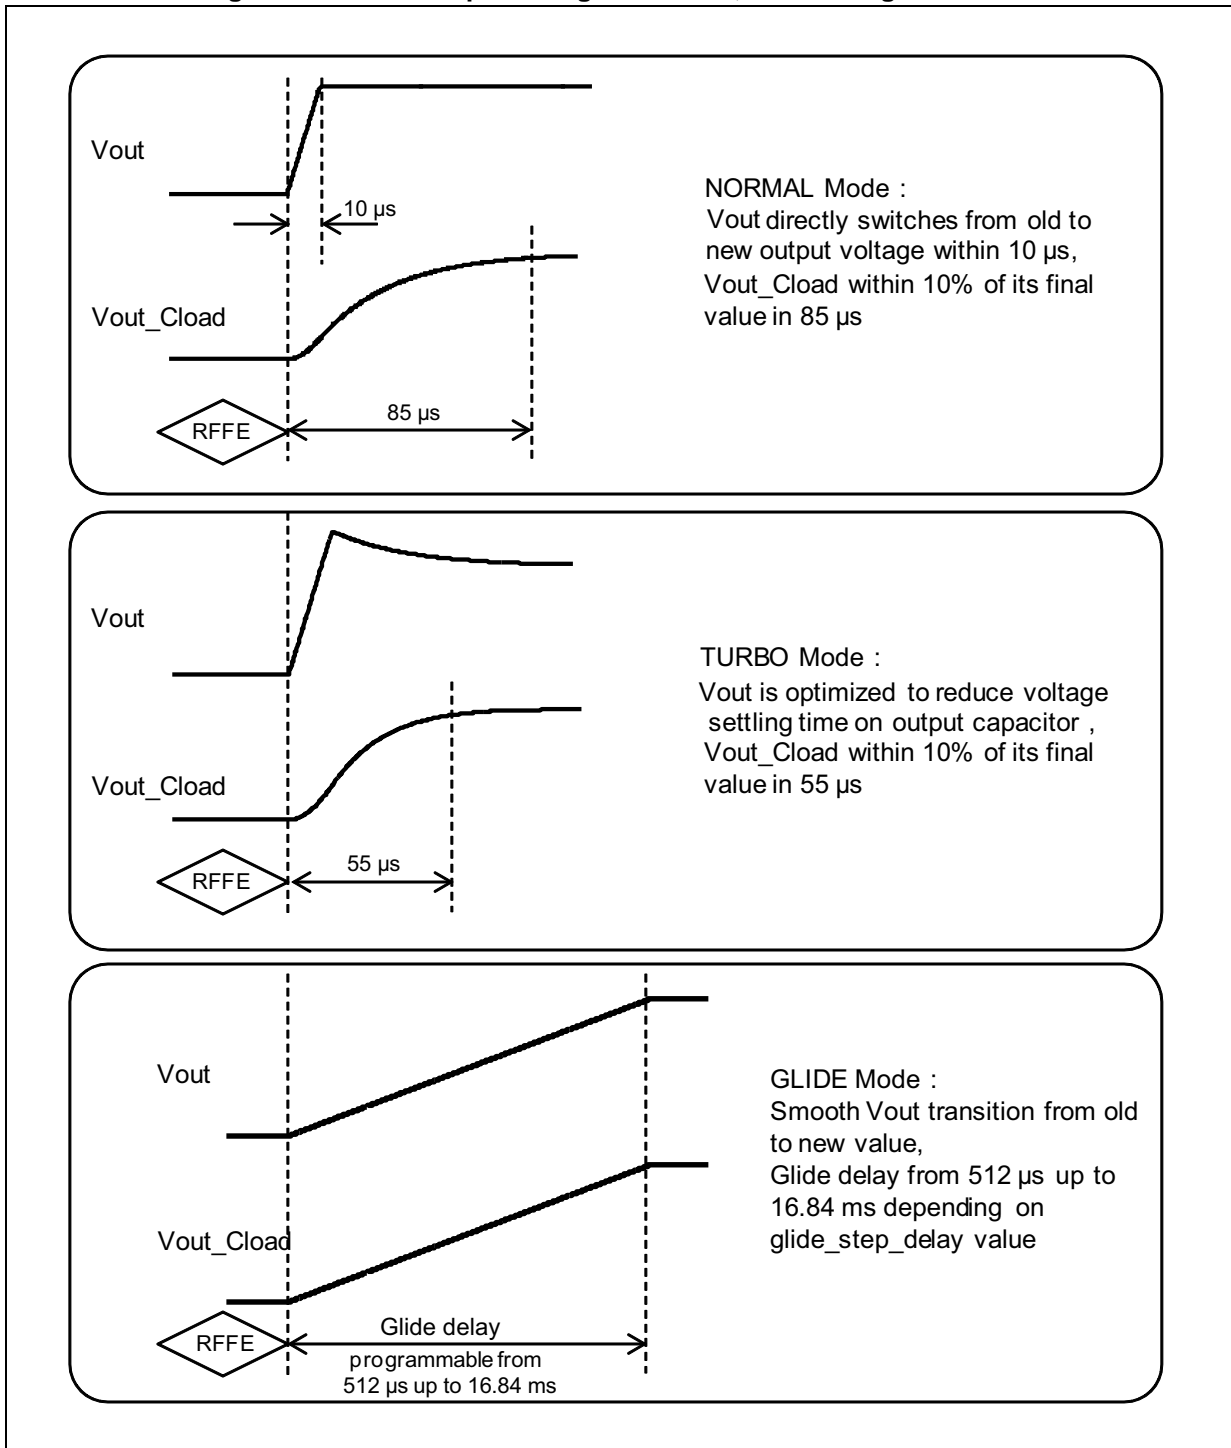 Vout
10 µs
Vout_Cload
RFFE
85 µs
NORMAL Mode :
Vout directly switches from old to
new output voltage within 10 µs,
Vout_Cload within 10% of its final
value in 85 µs
Vout
Vout_Cload
RFFE
55 µs
TURBO Mode :
Vout is optimized to reduce voltage
settling time on output capacitor ,
Vout_Cload within 10% of its final
value in 55 µs
Vout
Vout_Cload
RFFE
Glide delay
programmable from
512 µs up to 16.84 ms
GLIDE Mode :
Smooth Vout transition from old
to new value,
Glide delay from 512 µs up to
16.84 ms depending on
glide_step_delay value